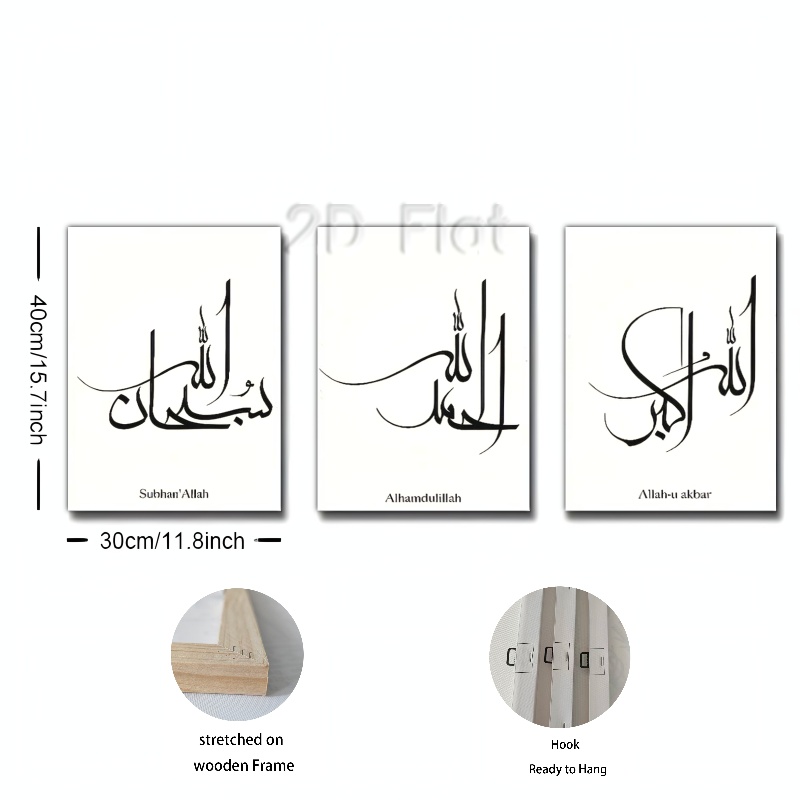 2D Flat
40cm/15.7inch
سبحان الله
الحمد لله
الله أكبر
Subhan'Allah
Alhamdulillah
Allah-u akbar
30cm/11.8inch
stretched on
wooden Frame
Hook
Ready to Hang